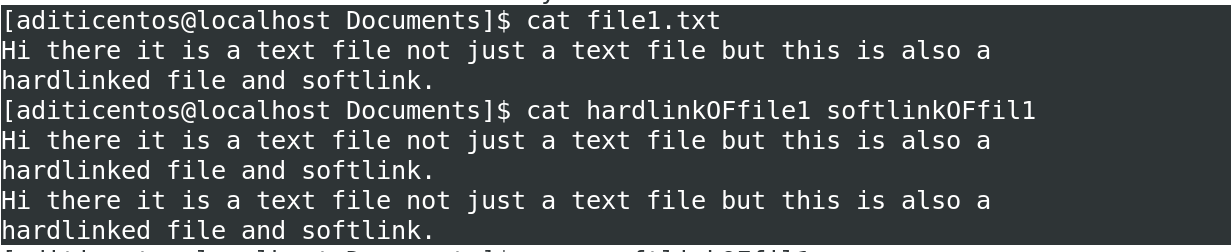 [aditicentos@localhost Documents]$ cat file1.txt
Hi there it is a text file not just a text file but this is also a
hardlinked file and softlink.
[aditicentos@localhost Documents]$ cat hardlinkOFfile1 softlinkOFfil1
Hi there it is a text file not just a text file but this is also a
hardlinked file and softlink.
Hi there it is a text file not just a text file but this is also a
hardlinked file and softlink.